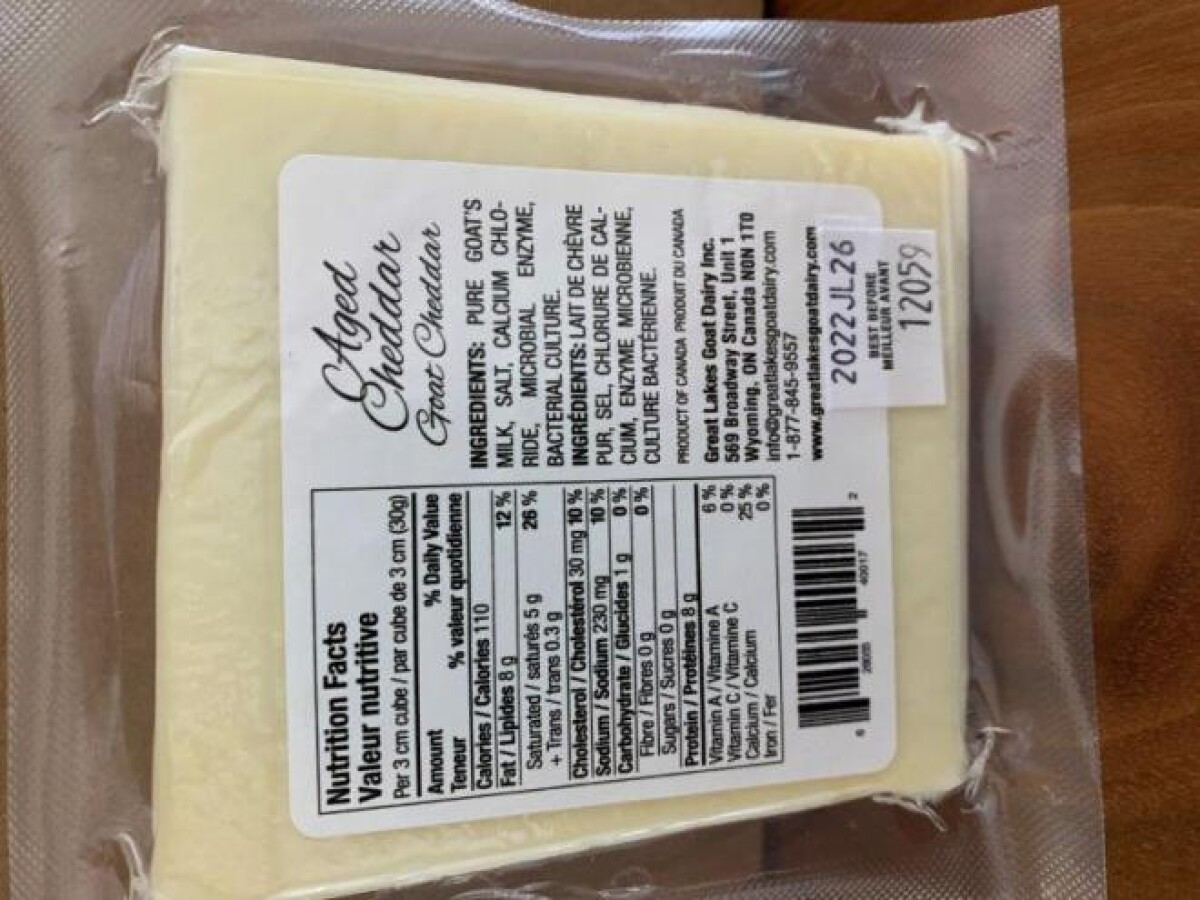 Aged
Cheddar
Goat Cheddar
INGREDIENTS: PURE GOAT'S
MILK, SALT, CALCIUM CHLO-
RIDE, MICROBIAL ENZYME,
BACTERIAL CULTURE.
INGRÉDIENTS: LAIT DE CHÈVRE
PUR, SEL, CHLORURE DE CAL-
CIUM, ENZYME MICROBIENNE,
CULTURE BACTÉRIENNE.
PRODUCT OF CANADA PRODUIT DU CANADA
Great Lakes Goat Dairy Inc.
569 Broadway Street, Unit 1
Wyoming, ON Canada N0N 1T0
info@greatlakesgoatdairy.com
1-877-845-9557
www.greatlakesgoatdairy.com
2022 JL 26
BEST BEFORE
MEILLEUR AVANT
12059
Nutrition Facts
Valeur nutritive
Per 3 cm cube / par cube de 3 cm (30g)
Amount % Daily Value
Teneur % valeur quotidienne
Calories / Calories 110
Fat / Lipides 8 g 12 %
Saturated / saturés 5 g 26 %
+ Trans / trans 0.3 g
Cholesterol / Cholestérol 30 mg 10 %
Sodium / Sodium 230 mg 10 %
Carbohydrate / Glucides 1 g 0 %
Fibre / Fibres 0 g 0 %
Sugars / Sucres 0 g
Protein / Protéines 8 g
Vitamin A / Vitamine A 6 %
Vitamin C / Vitamine C 0 %
Calcium / Calcium 25 %
Iron / Fer 0 %
40017 2